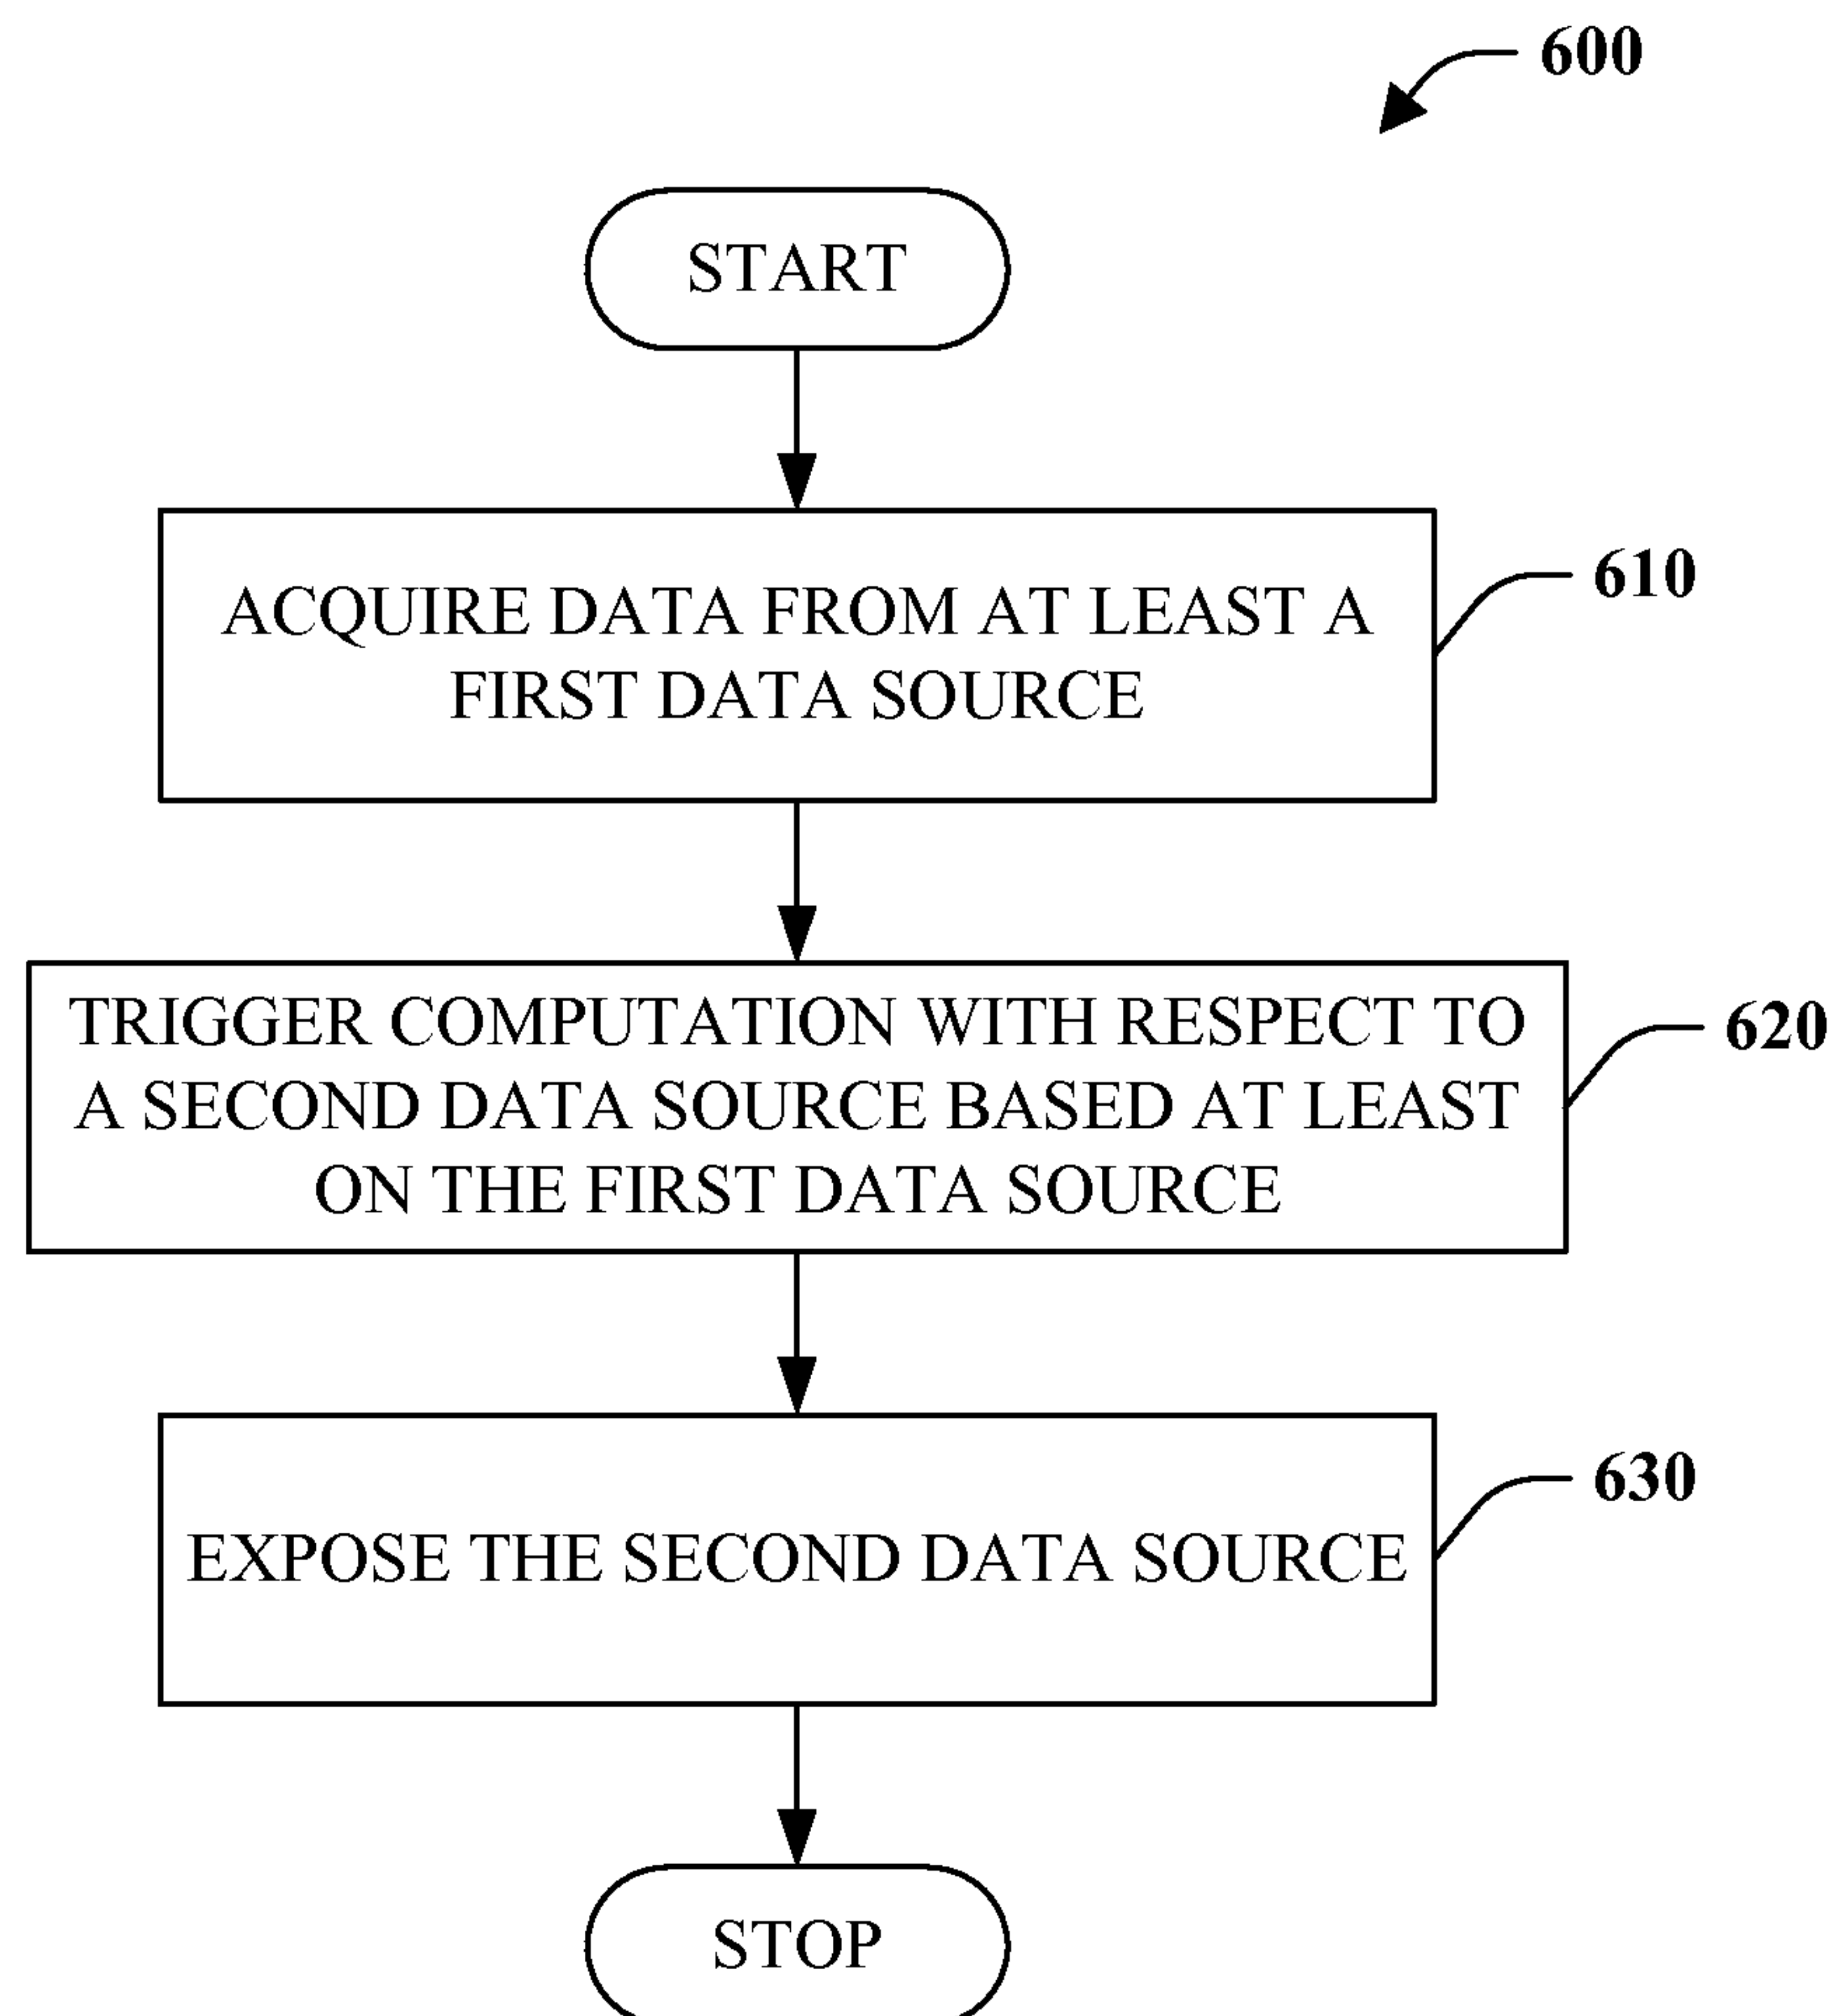 600
START
ACQUIRE DATA FROM AT LEAST A
FIRST DATA SOURCE
610
TRIGGER COMPUTATION WITH RESPECT TO
A SECOND DATA SOURCE BASED AT LEAST
ON THE FIRST DATA SOURCE
620
EXPOSE THE SECOND DATA SOURCE
630
STOP